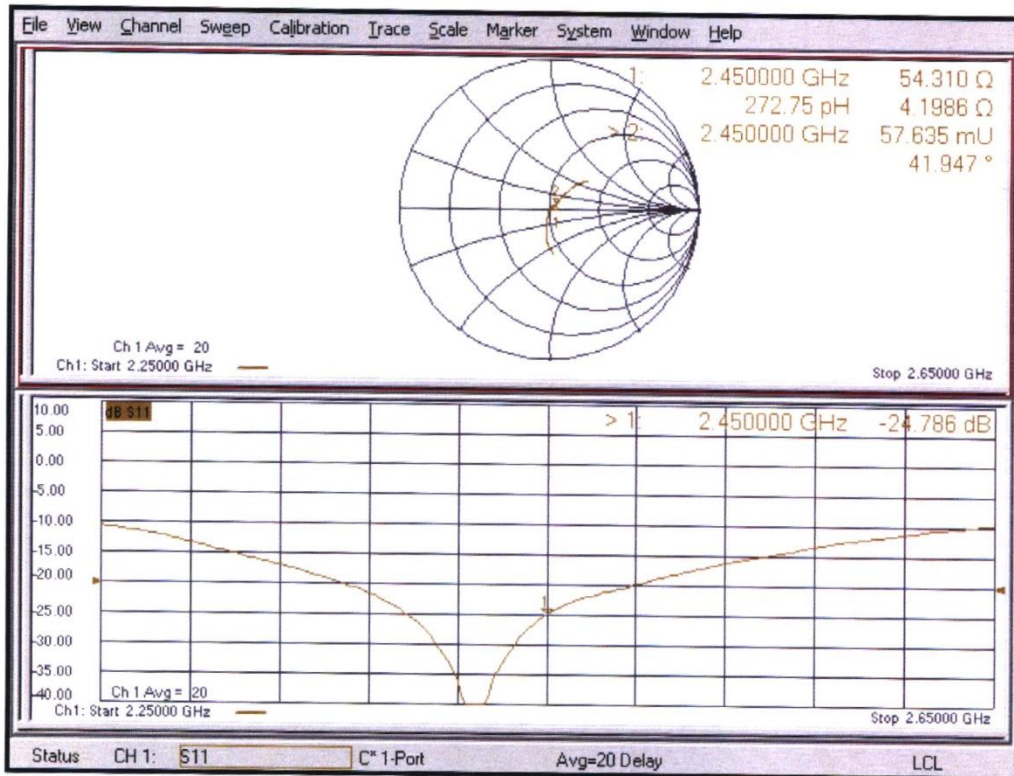 File View Channel Sweep Calibration Trace Scale Marker System Window Help
1: 2.450000 GHz 54.310 Ω
272.75 pH 4.1986 Ω
> 2: 2.450000 GHz 57.635 mU
41.947 °
Ch 1 Avg = 20
Ch1: Start 2.25000 GHz Stop 2.65000 GHz
10.00 dB S11 > 1: 2.450000 GHz -24.786 dB
5.00
0.00
-5.00
-10.00
-15.00
-20.00
-25.00
1
-30.00
-35.00
-40.00 Ch 1 Avg = 20
Ch1: Start 2.25000 GHz Stop 2.65000 GHz
Status CH 1: S11 C* 1-Port Avg=20 Delay LCL